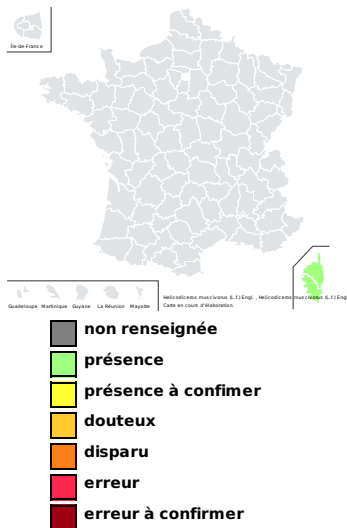 Île-de-France
Guadeloupe Martinique Guyane La Réunion Mayotte
Helicodiceros muscivorus (L.f.) Engl. , Helicodiceros muscivorus (L.f.) Engl
Carte en cours d'élaboration.
non renseignée
présence
présence à confimer
douteux
disparu
erreur
erreur à confirmer